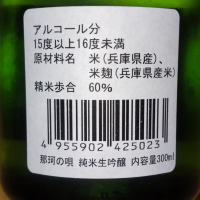 アルコール分
15度以上16度未満
原材料名 米(兵庫県産)、
米麹(兵庫県産米)
精米歩合 60%
4 955902 425023
那珂の唄 純米生吟醸 内容量300ml